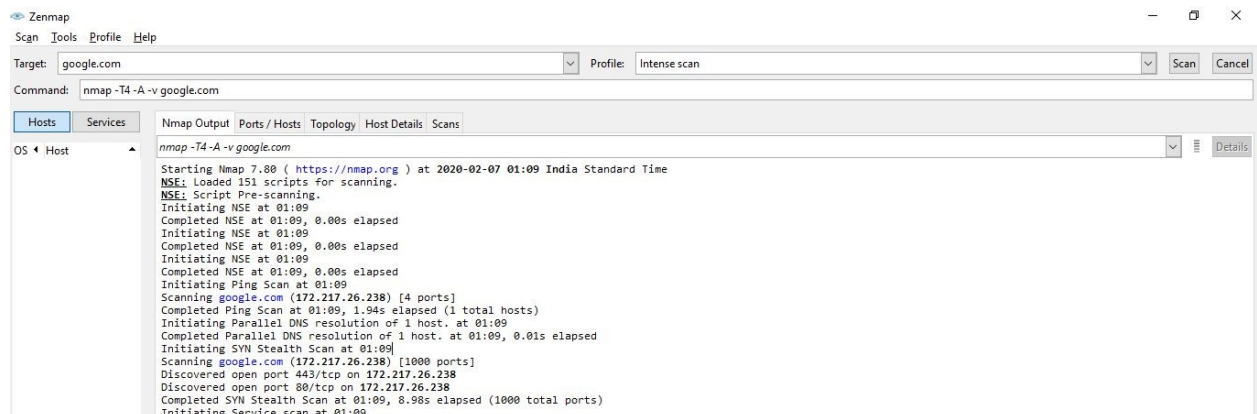 Zenmap
Scan Tools Profile Help
Target: google.com Profile: Intense scan Scan Cancel
Command: nmap -T4 -A -v google.com
Hosts Services Nmap Output Ports / Hosts Topology Host Details Scans
OS Host nmap -T4 -A -v google.com Details
Starting Nmap 7.80 ( https://nmap.org ) at 2020-02-07 01:09 India Standard Time
NSE: Loaded 151 scripts for scanning.
NSE: Script Pre-scanning.
Initiating NSE at 01:09
Completed NSE at 01:09, 0.00s elapsed
Initiating NSE at 01:09
Completed NSE at 01:09, 0.00s elapsed
Initiating NSE at 01:09
Completed NSE at 01:09, 0.00s elapsed
Initiating Ping Scan at 01:09
Scanning google.com (172.217.26.238) [4 ports]
Completed Ping Scan at 01:09, 1.94s elapsed (1 total hosts)
Initiating Parallel DNS resolution of 1 host. at 01:09
Completed Parallel DNS resolution of 1 host. at 01:09, 0.01s elapsed
Initiating SYN Stealth Scan at 01:09
Scanning google.com (172.217.26.238) [1000 ports]
Discovered open port 443/tcp on 172.217.26.238
Discovered open port 80/tcp on 172.217.26.238
Completed SYN Stealth Scan at 01:09, 8.98s elapsed (1000 total ports)
Initiating Service scan at 01:09